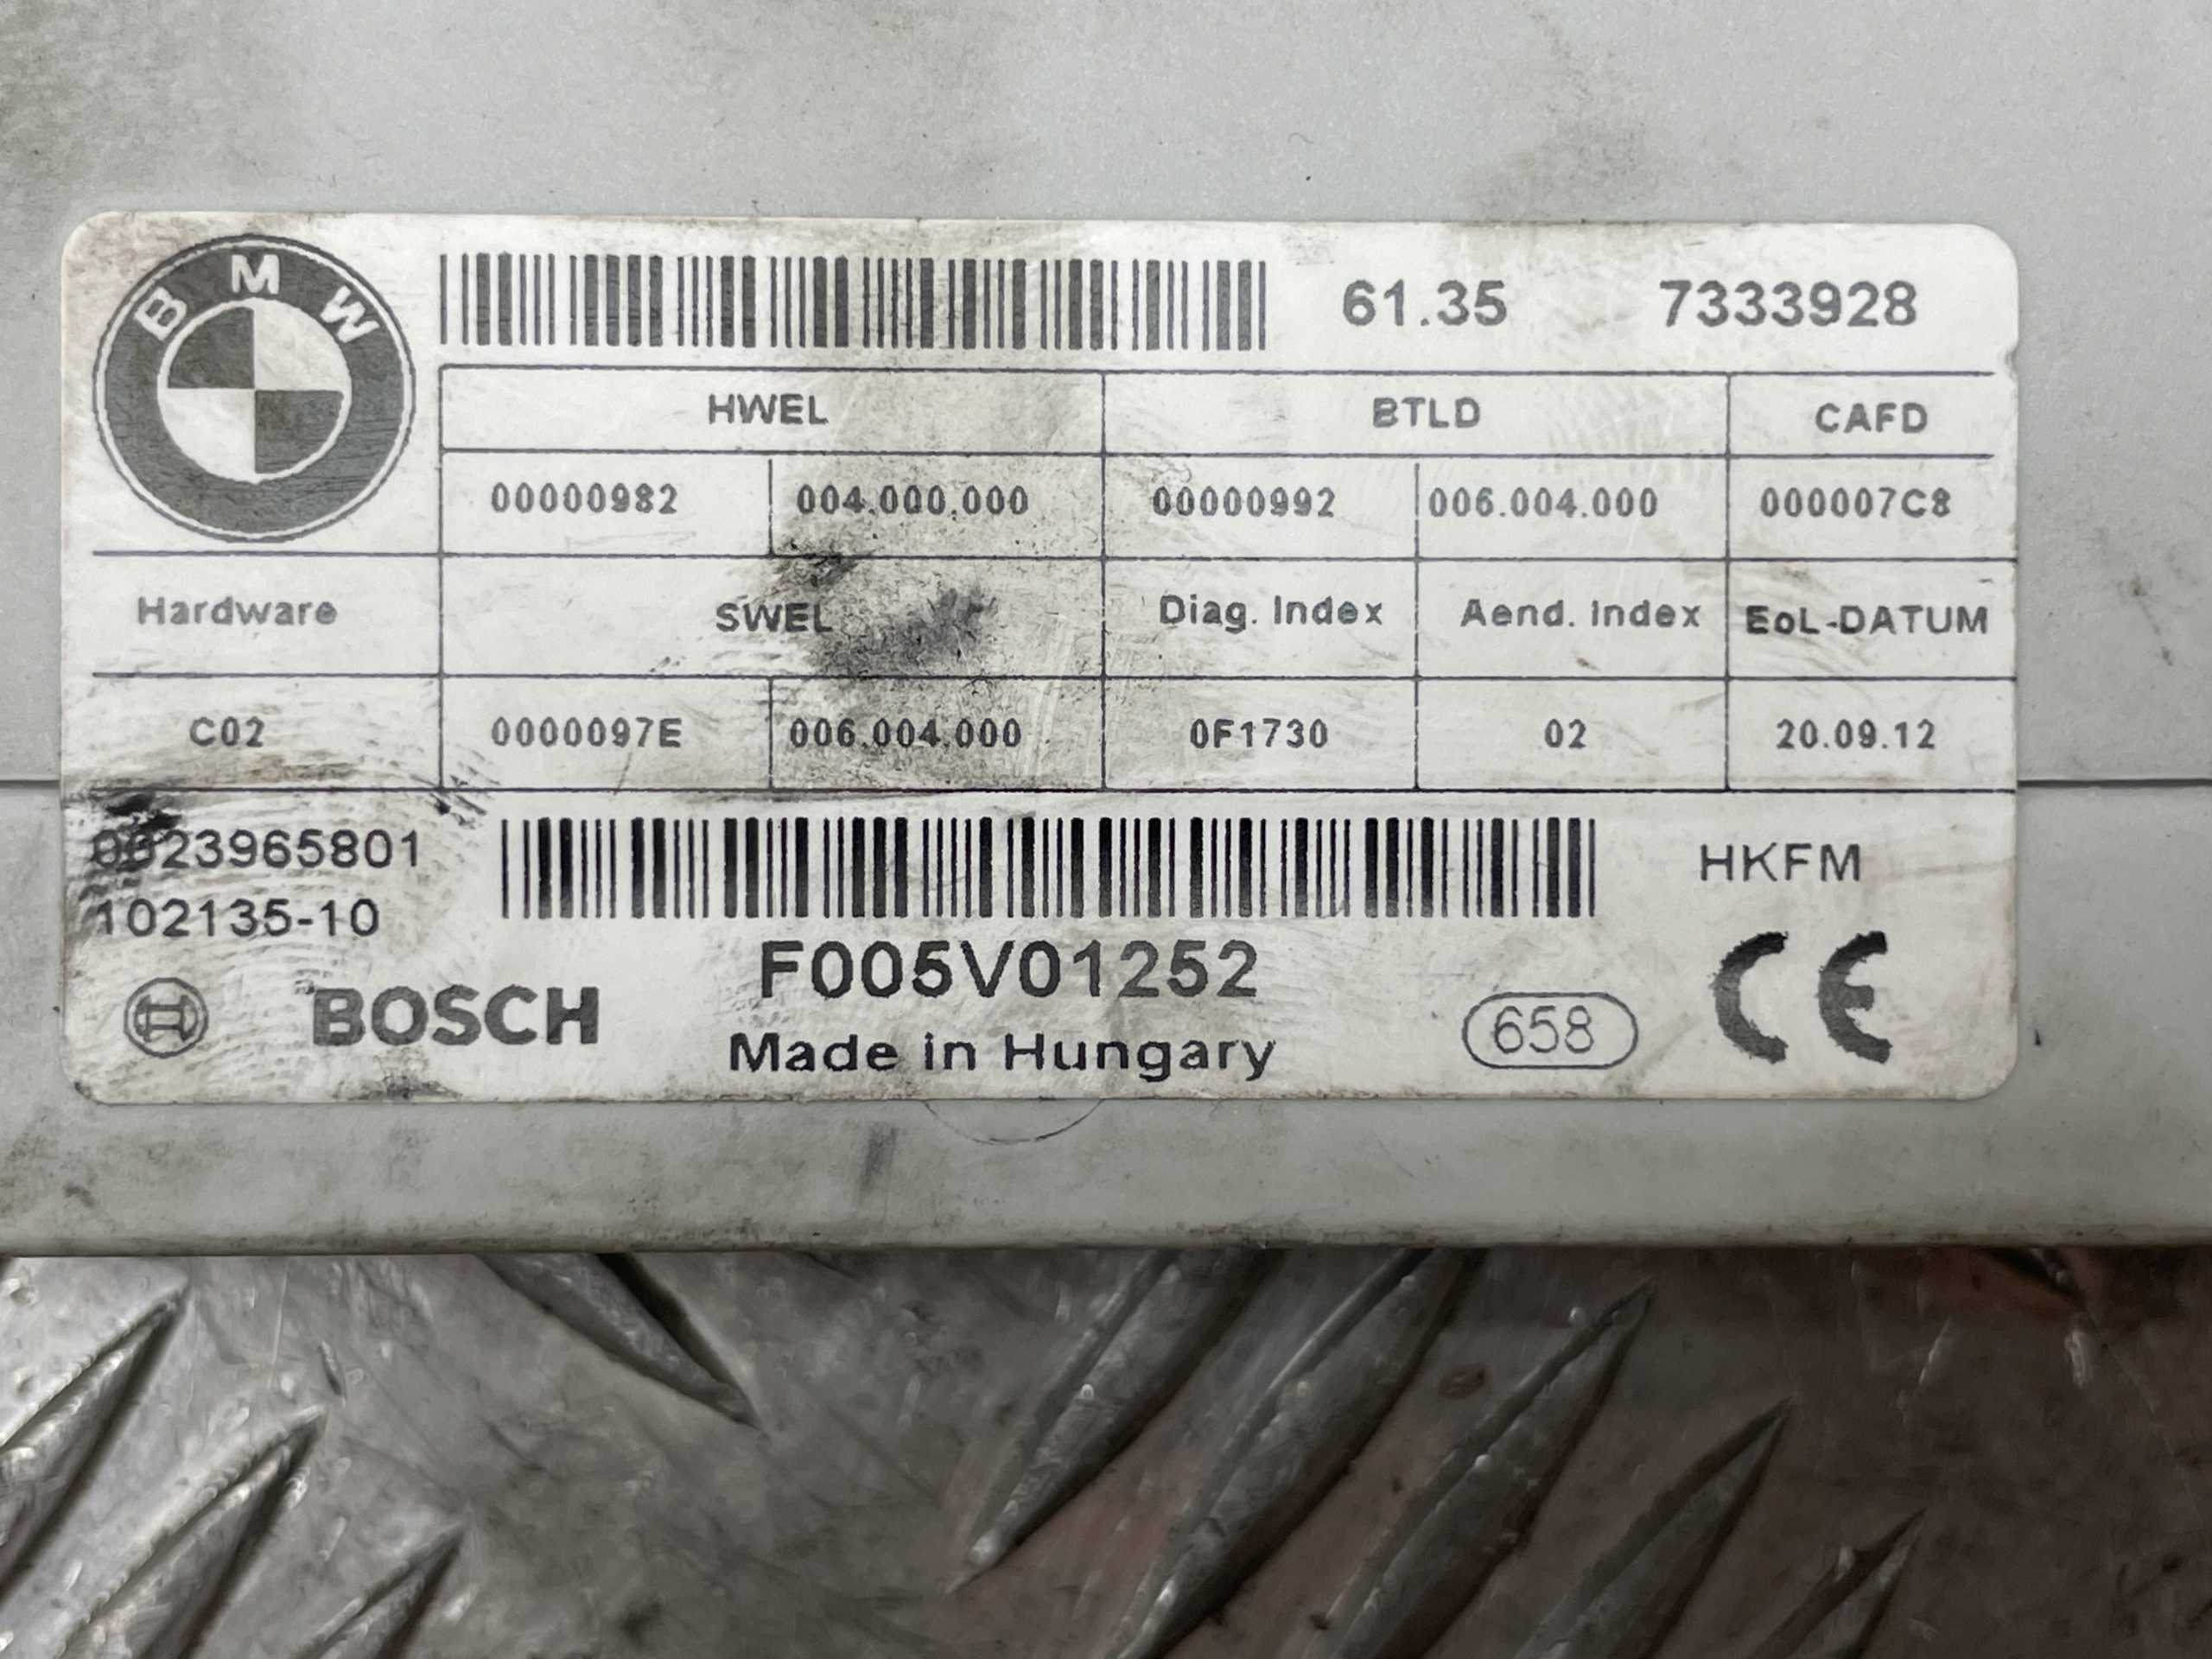 BMW
61.35 7333928
HWEL BTLD CAFD
00000982 004.000.000 00000992 006.004.000 000007C8
Hardware SWEL Diag. Index Aend. Index EoL-DATUM
C02 0000097E 006.004.000 0F1730 02 20.09.12
0023965801 HKFM
102135-10
F005V01252
BOSCH 658 CE
Made in Hungary